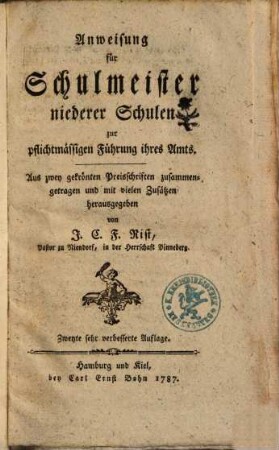 Anweisung
für
Schulmeister
niederer Schulen
zur
pflichtmässigen Führung ihres Amts.
Aus zwey gekrönten Preisschriften zusammen-
getragen und mit vielen Zusätzen
herausgegeben
von
J. C. F. Rist,
Pastor zu Niendorf, in der Herrschaft Pinneberg.
Zweyte sehr verbesserte Auflage.
Hamburg und Kiel,
bey Carl Ernst Bohn 1787.